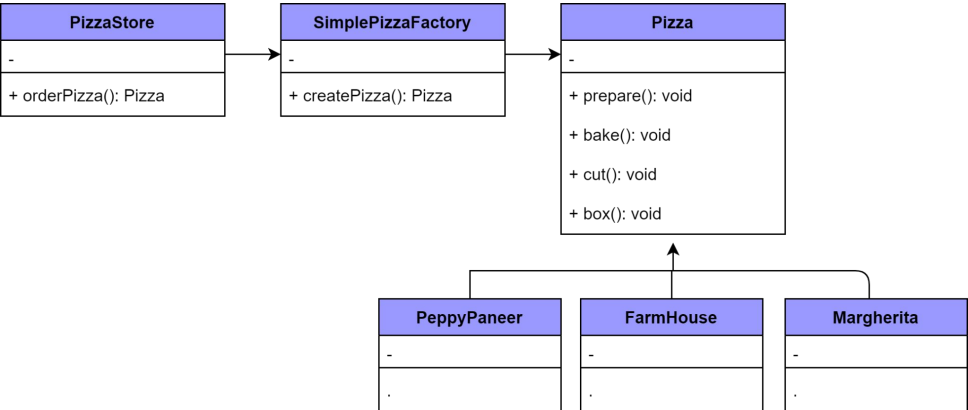 PizzaStore
-
+ orderPizza(): Pizza
SimplePizzaFactory
-
+ createPizza(): Pizza
Pizza
-
+ prepare(): void
+ bake(): void
+ cut(): void
+ box(): void
PeppyPaneer
-
.
FarmHouse
-
.
Margherita
-
.